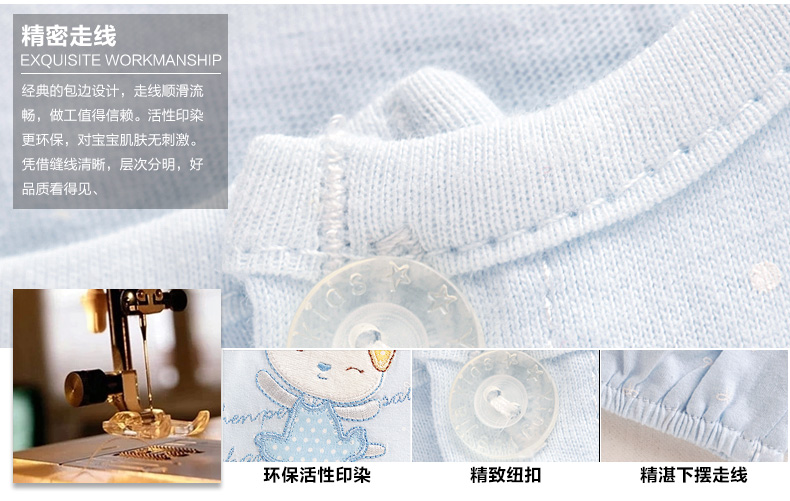 精密走线
EXQUISITE WORKMANSHIP
经典的包边设计，走线顺滑流
畅，做工值得信赖。活性印染
更环保，对宝宝肌肤无刺激。
凭借缝线清晰，层次分明，好
品质看得见、
环保活性印染
精致纽扣
精湛下摆走线